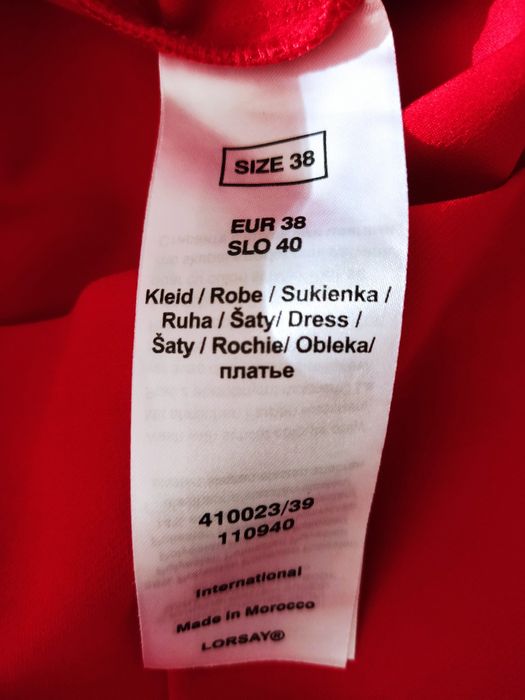 SIZE 38
EUR 38
SLO 40
Kleid / Robe / Sukienka /
Ruha / Šaty/ Dress /
Šaty / Rochie/ Obleka/
платье
410023/39
110940
International
Made in Morocco
LORSAY®